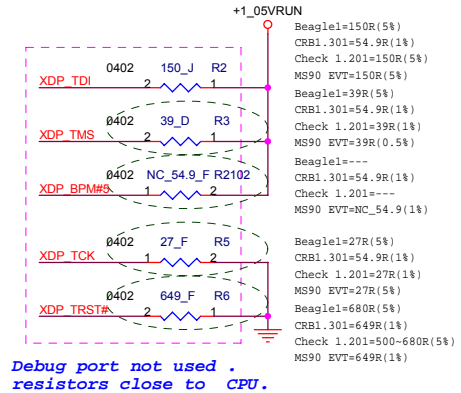 +1_05VRUN
Beagle1=150R(5%)
CRB1.301=54.9R(1%)
Check 1.201=150R(5%)
MS90 EVT=150R(5%)
0402 150_J R2
XDP_TDI 2 1
Beagle1=39R(5%)
CRB1.301=54.9R(1%)
Check 1.201=39R(1%)
MS90 EVT=39R(0.5%)
0402 39_D R3
XDP_TMS 2 1
Beagle1=---
CRB1.301=54.9R(1%)
Check 1.201=---
MS90 EVT=NC_54.9(1%)
0402 NC_54.9_F R2102
XDP_BPM#5 1 2
Beagle1=27R(5%)
CRB1.301=54.9R(1%)
Check 1.201=27R(1%)
MS90 EVT=27R(5%)
0402 27_F R5
XDP_TCK 1 2
Beagle1=680R(5%)
CRB1.301=649R(1%)
Check 1.201=500~680R(5%)
MS90 EVT=649R(1%)
0402 649_F R6
XDP_TRST# 2 1
Debug port not used .
resistors close to CPU.